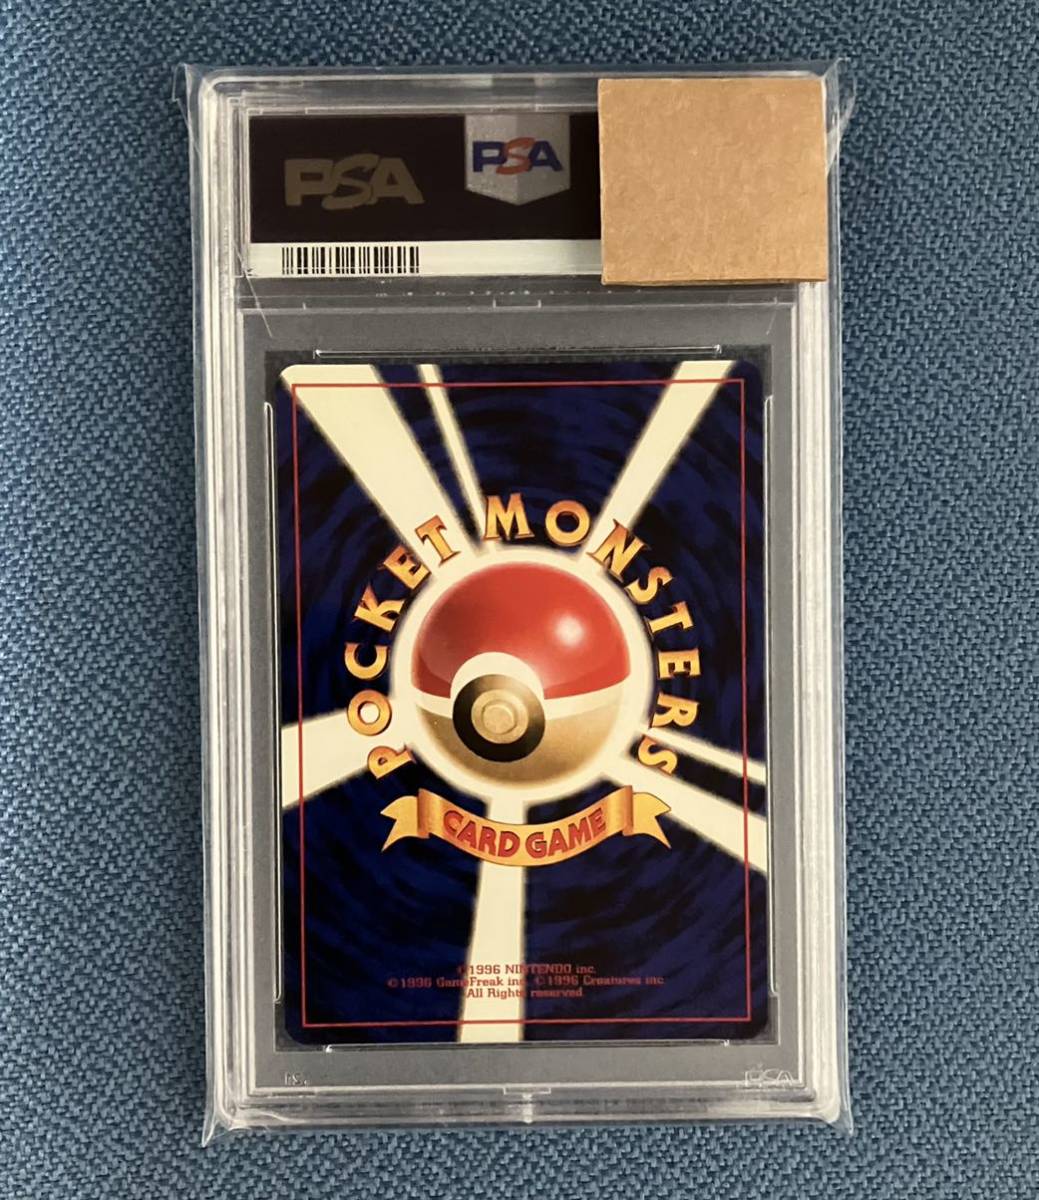 PSA
PSA
POCKET MONSTERS
CARD GAME
©1996 NINTENDO inc.
©1996 GameFreak inc. ©1996 Creatures inc.
All Rights reserved.
PSA